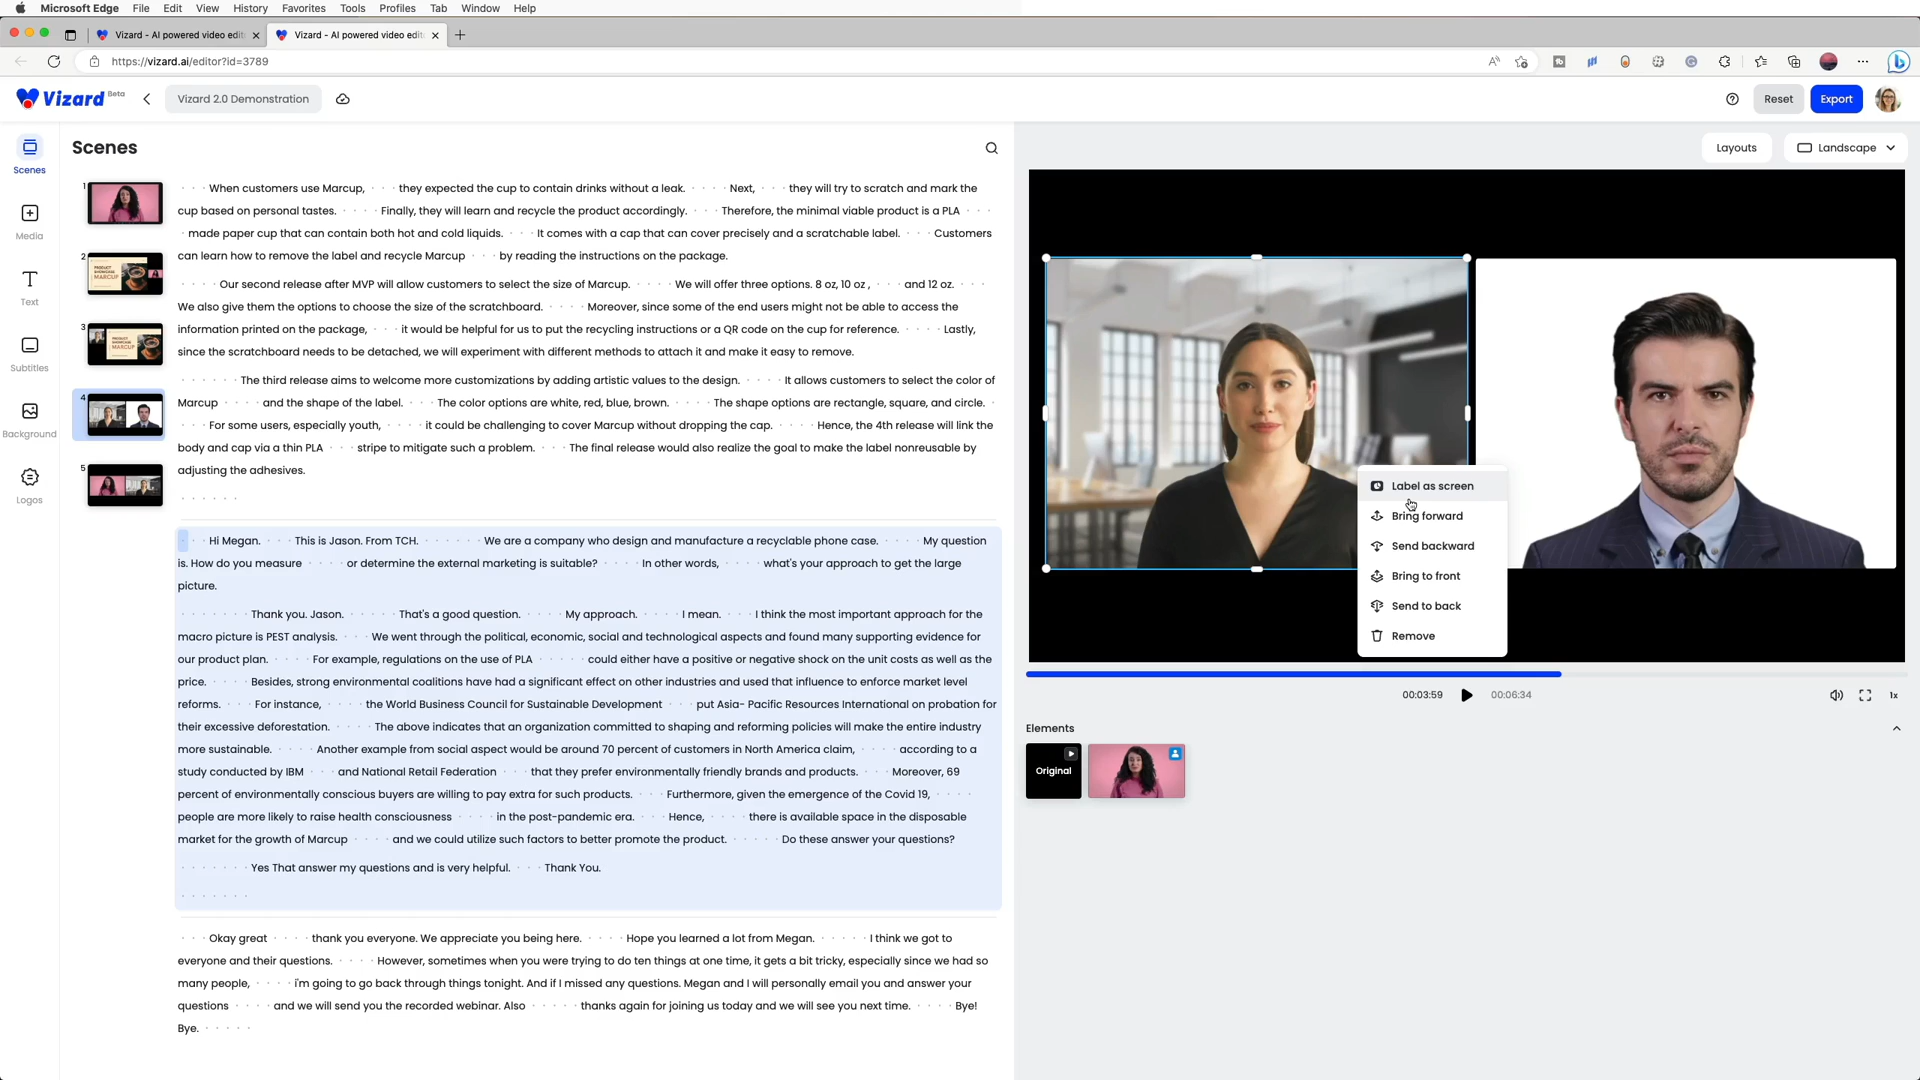 Microsoft Edge File Edit View History Favorites Tools Profiles Tab Window Help
Vizard - AI powered video edit
Vizard - AI powered video edit
https://vizard.ai/editor?id=3789
Vizard Beta
Vizard 2.0 Demonstration
Reset
Export
Scenes
Media
Text
Subtitles
Background
Logos
Scenes
1
2
PRODUCT
SHOWCASE
MARCUP
3
PRODUCT
SHOWCASE
MARCUP
4
5
· · · When customers use Marcup, · · · they expected the cup to contain drinks without a leak. · · · · Next, · · · they will try to scratch and mark the
cup based on personal tastes. · · · · Finally, they will learn and recycle the product accordingly. · · · Therefore, the minimal viable product is a PLA · · ·
· made paper cup that can contain both hot and cold liquids. · · · It comes with a cap that can cover precisely and a scratchable label. · · · Customers
can learn how to remove the label and recycle Marcup · · · by reading the instructions on the package.
· · · · Our second release after MVP will allow customers to select the size of Marcup. · · · · We will offer three options. 8 oz, 10 oz , · · · and 12 oz. · · ·
We also give them the options to choose the size of the scratchboard. · · · · Moreover, since some of the end users might not be able to access the
information printed on the package, · · · it would be helpful for us to put the recycling instructions or a QR code on the cup for reference. · · · · Lastly,
since the scratchboard needs to be detached, we will experiment with different methods to attach it and make it easy to remove.
· · · · · · The third release aims to welcome more customizations by adding artistic values to the design. · · · · It allows customers to select the color of
Marcup · · · · and the shape of the label. · · · The color options are white, red, blue, brown. · · · · The shape options are rectangle, square, and circle. ·
· · · For some users, especially youth, · · · · it could be challenging to cover Marcup without dropping the cap. · · · · Hence, the 4th release will link the
body and cap via a thin PLA · · · stripe to mitigate such a problem. · · · The final release would also realize the goal to make the label nonreusable by
adjusting the adhesives.
· · · · · ·
· · · Hi Megan. · · · This is Jason. From TCH. · · · · · · We are a company who design and manufacture a recyclable phone case. · · · · My question
is. How do you measure · · · · or determine the external marketing is suitable? · · · · In other words, · · · · what's your approach to get the large
picture.
· · · · · · · Thank you. Jason. · · · · · That's a good question. · · · · My approach. · · · · I mean. · · · I think the most important approach for the
macro picture is PEST analysis. · · · We went through the political, economic, social and technological aspects and found many supporting evidence for
our product plan. · · · · For example, regulations on the use of PLA · · · · · could either have a positive or negative shock on the unit costs as well as the
price. · · · · Besides, strong environmental coalitions have had a significant effect on other industries and used that influence to enforce market level
reforms. · · · · For instance, · · · · the World Business Council for Sustainable Development · · · put Asia- Pacific Resources International on probation for
their excessive deforestation. · · · · The above indicates that an organization committed to shaping and reforming policies will make the entire industry
more sustainable. · · · · Another example from social aspect would be around 70 percent of customers in North America claim, · · · · according to a
study conducted by IBM · · · and National Retail Federation · · · that they prefer environmentally friendly brands and products. · · · Moreover, 69
percent of environmentally conscious buyers are willing to pay extra for such products. · · · Furthermore, given the emergence of the Covid 19, · · · ·
people are more likely to raise health consciousness · · · · in the post-pandemic era. · · · Hence, · · · · there is available space in the disposable
market for the growth of Marcup · · · · and we could utilize such factors to better promote the product. · · · · · Do these answer your questions?
· · · · · · · Yes That answer my questions and is very helpful. · · · Thank You.
· · · · · · ·
· · · Okay great · · · · thank you everyone. We appreciate you being here. · · · · Hope you learned a lot from Megan. · · · · · I think we got to
everyone and their questions. · · · · However, sometimes when you were trying to do ten things at one time, it gets a bit tricky, especially since we had so
many people, · · · · i'm going to go back through things tonight. And if I missed any questions. Megan and I will personally email you and answer your
questions · · · · and we will send you the recorded webinar. Also · · · · · thanks again for joining us today and we will see you next time. · · · · Bye!
Bye. · · · · ·
Layouts
Landscape
Label as screen
Bring forward
Send backward
Bring to front
Send to back
Remove
00:03:59
00:06:34
1x
Elements
Original